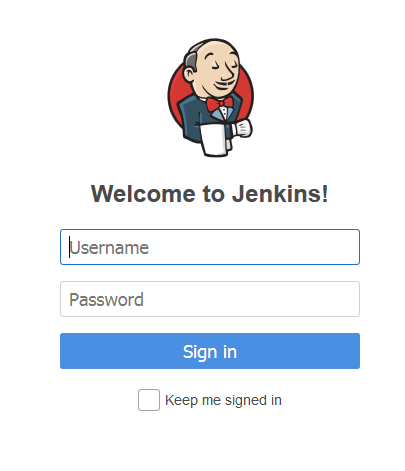 Welcome to Jenkins!
Username
Password
Sign in
Keep me signed in